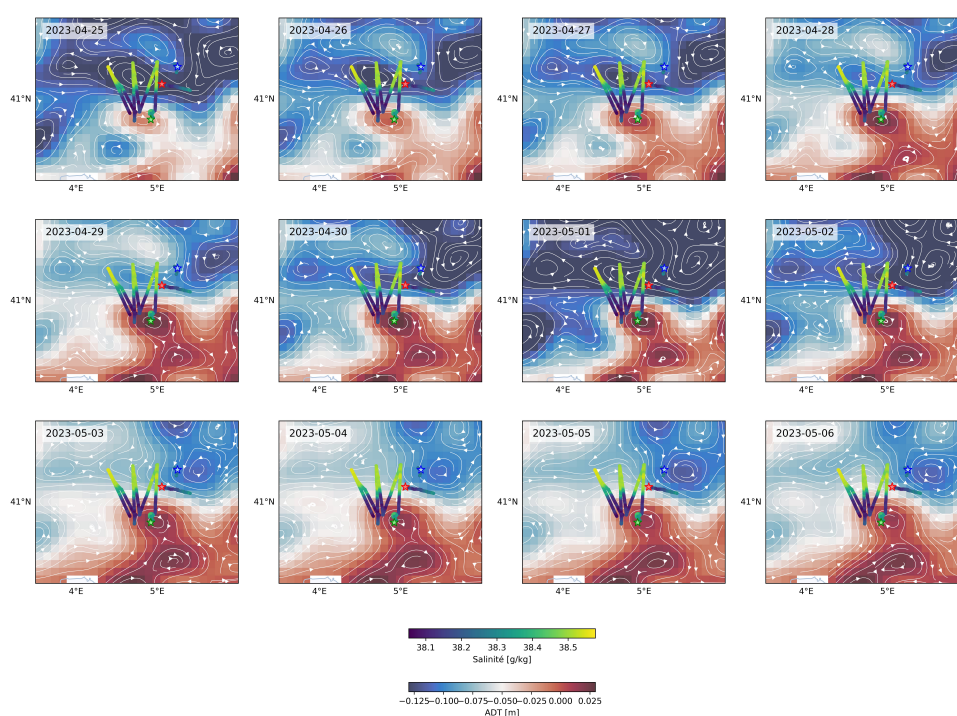 2023-04-25 2023-04-26 2023-04-27 2023-04-28
41°N 41°N 41°N 41°N
4°E 5°E 4°E 5°E 4°E 5°E 4°E 5°E
2023-04-29 2023-04-30 2023-05-01 2023-05-02
41°N 41°N 41°N 41°N
4°E 5°E 4°E 5°E 4°E 5°E 4°E 5°E
2023-05-03 2023-05-04 2023-05-05 2023-05-06
41°N 41°N 41°N 41°N
4°E 5°E 4°E 5°E 4°E 5°E 4°E 5°E
38.1 38.2 38.3 38.4 38.5
Salinité [g/kg]
−0.125 −0.100 −0.075 −0.050 −0.025 0.000 0.025
ADT [m]